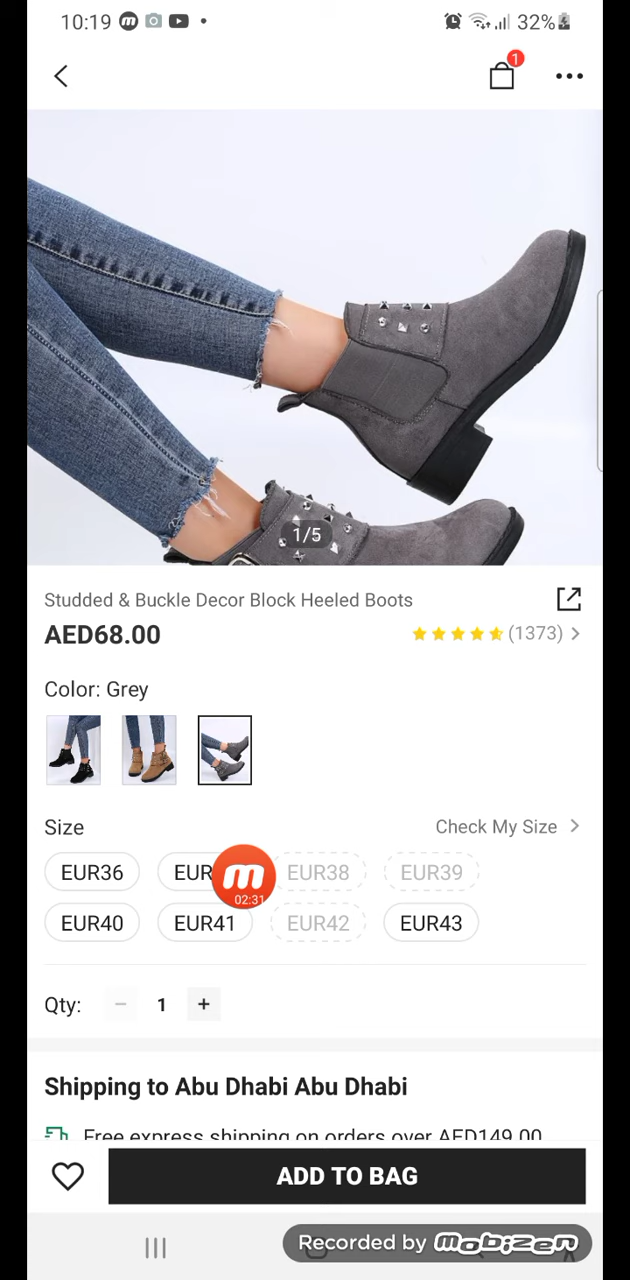 10:19 m 32%
1
1/5
Studded & Buckle Decor Block Heeled Boots
AED68.00 (1373)
Color: Grey
Size Check My Size
EUR36 EUR EUR38 EUR39
m
02:31
EUR40 EUR41 EUR42 EUR43
Qty: 1 +
Shipping to Abu Dhabi Abu Dhabi
Free express shipping on orders over AED149.00
ADD TO BAG
Recorded by mobizen